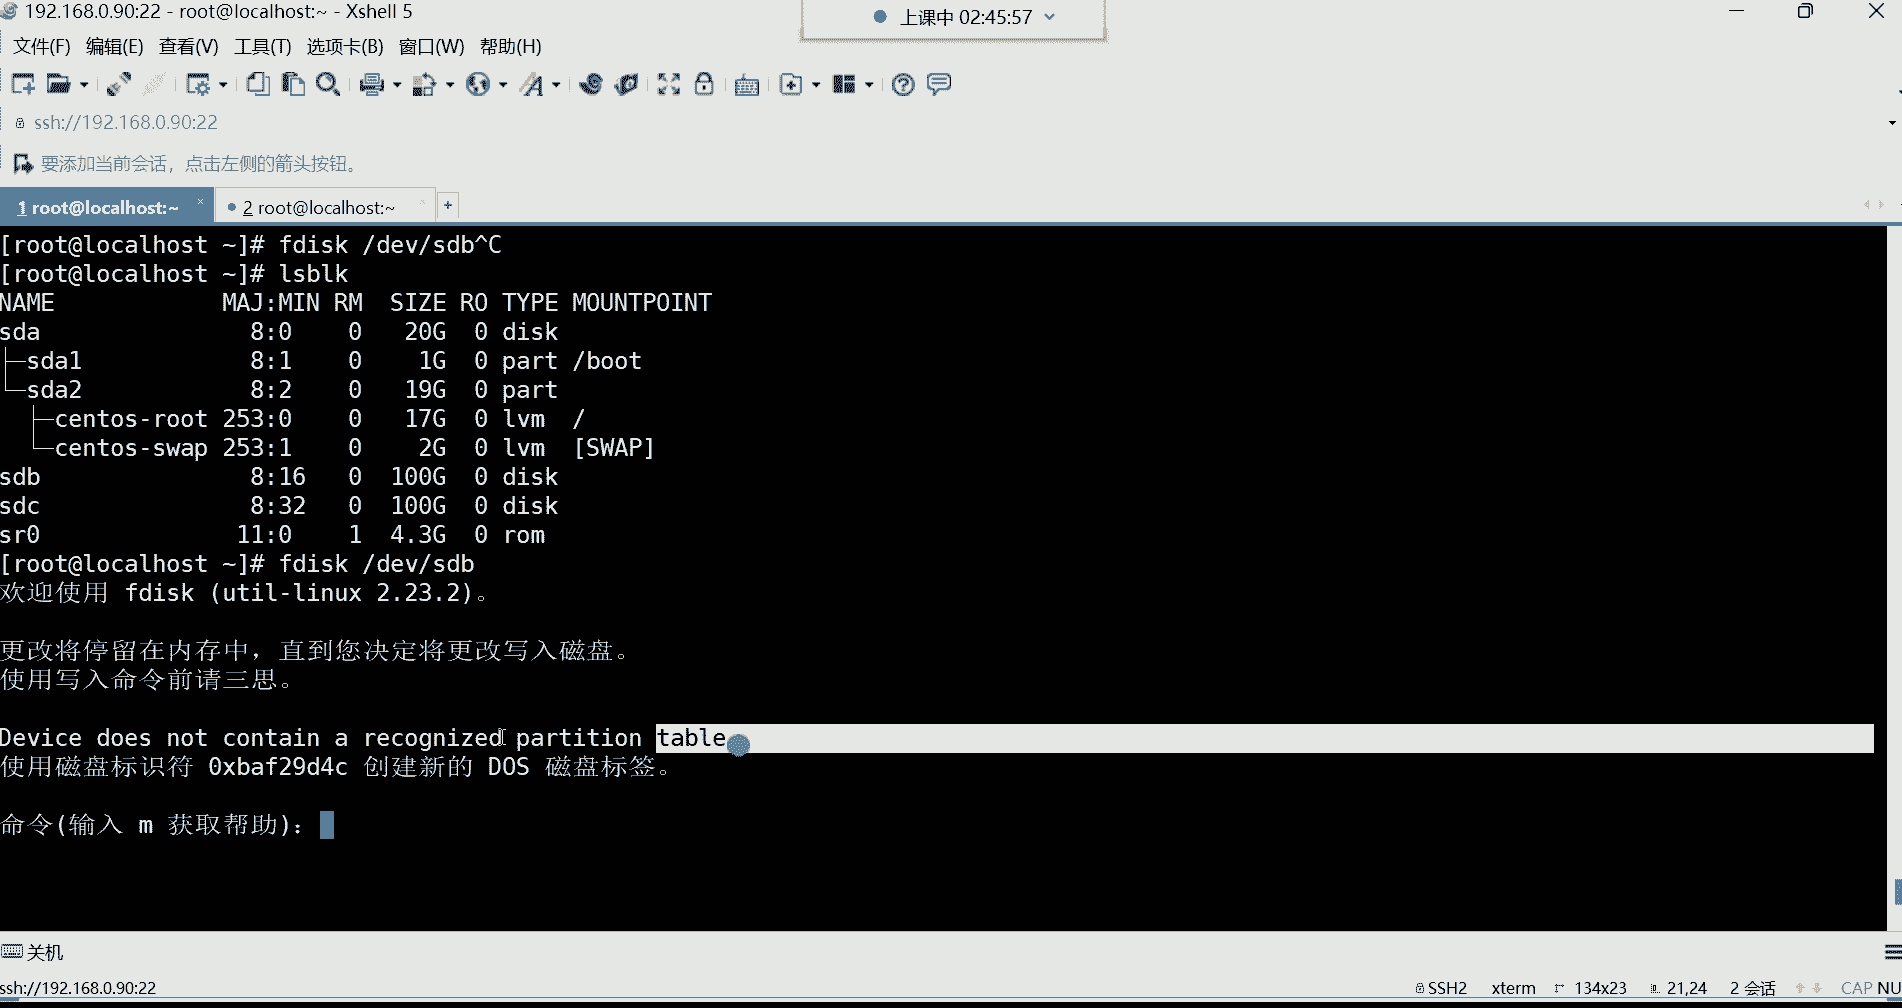 192.168.0.90:22 - root@localhost:~ - Xshell 5
上课中 02:45:57
文件(F) 编辑(E) 查看(V) 工具(T) 选项卡(B) 窗口(W) 帮助(H)
ssh://192.168.0.90:22
要添加当前会话，点击左侧的箭头按钮。
1 root@localhost:~ × 2 root@localhost:~ × +
[root@localhost ~]# fdisk /dev/sdb^C
[root@localhost ~]# lsblk
NAME            MAJ:MIN RM  SIZE RO TYPE MOUNTPOINT
sda               8:0    0   20G  0 disk
├─sda1            8:1    0    1G  0 part /boot
└─sda2            8:2    0   19G  0 part
  ├─centos-root 253:0    0   17G  0 lvm  /
  └─centos-swap 253:1    0    2G  0 lvm  [SWAP]
sdb               8:16   0  100G  0 disk
sdc               8:32   0  100G  0 disk
sr0              11:0    1  4.3G  0 rom
[root@localhost ~]# fdisk /dev/sdb
欢迎使用 fdisk (util-linux 2.23.2)。
更改将停留在内存中，直到您决定将更改写入磁盘。
使用写入命令前请三思。
Device does not contain a recognized partition table
使用磁盘标识符 0xbaf29d4c 创建新的 DOS 磁盘标签。
命令(输入 m 获取帮助)：
关机
ssh://192.168.0.90:22 SSH2 xterm 134x23 21,24 2 会话 CAP NU